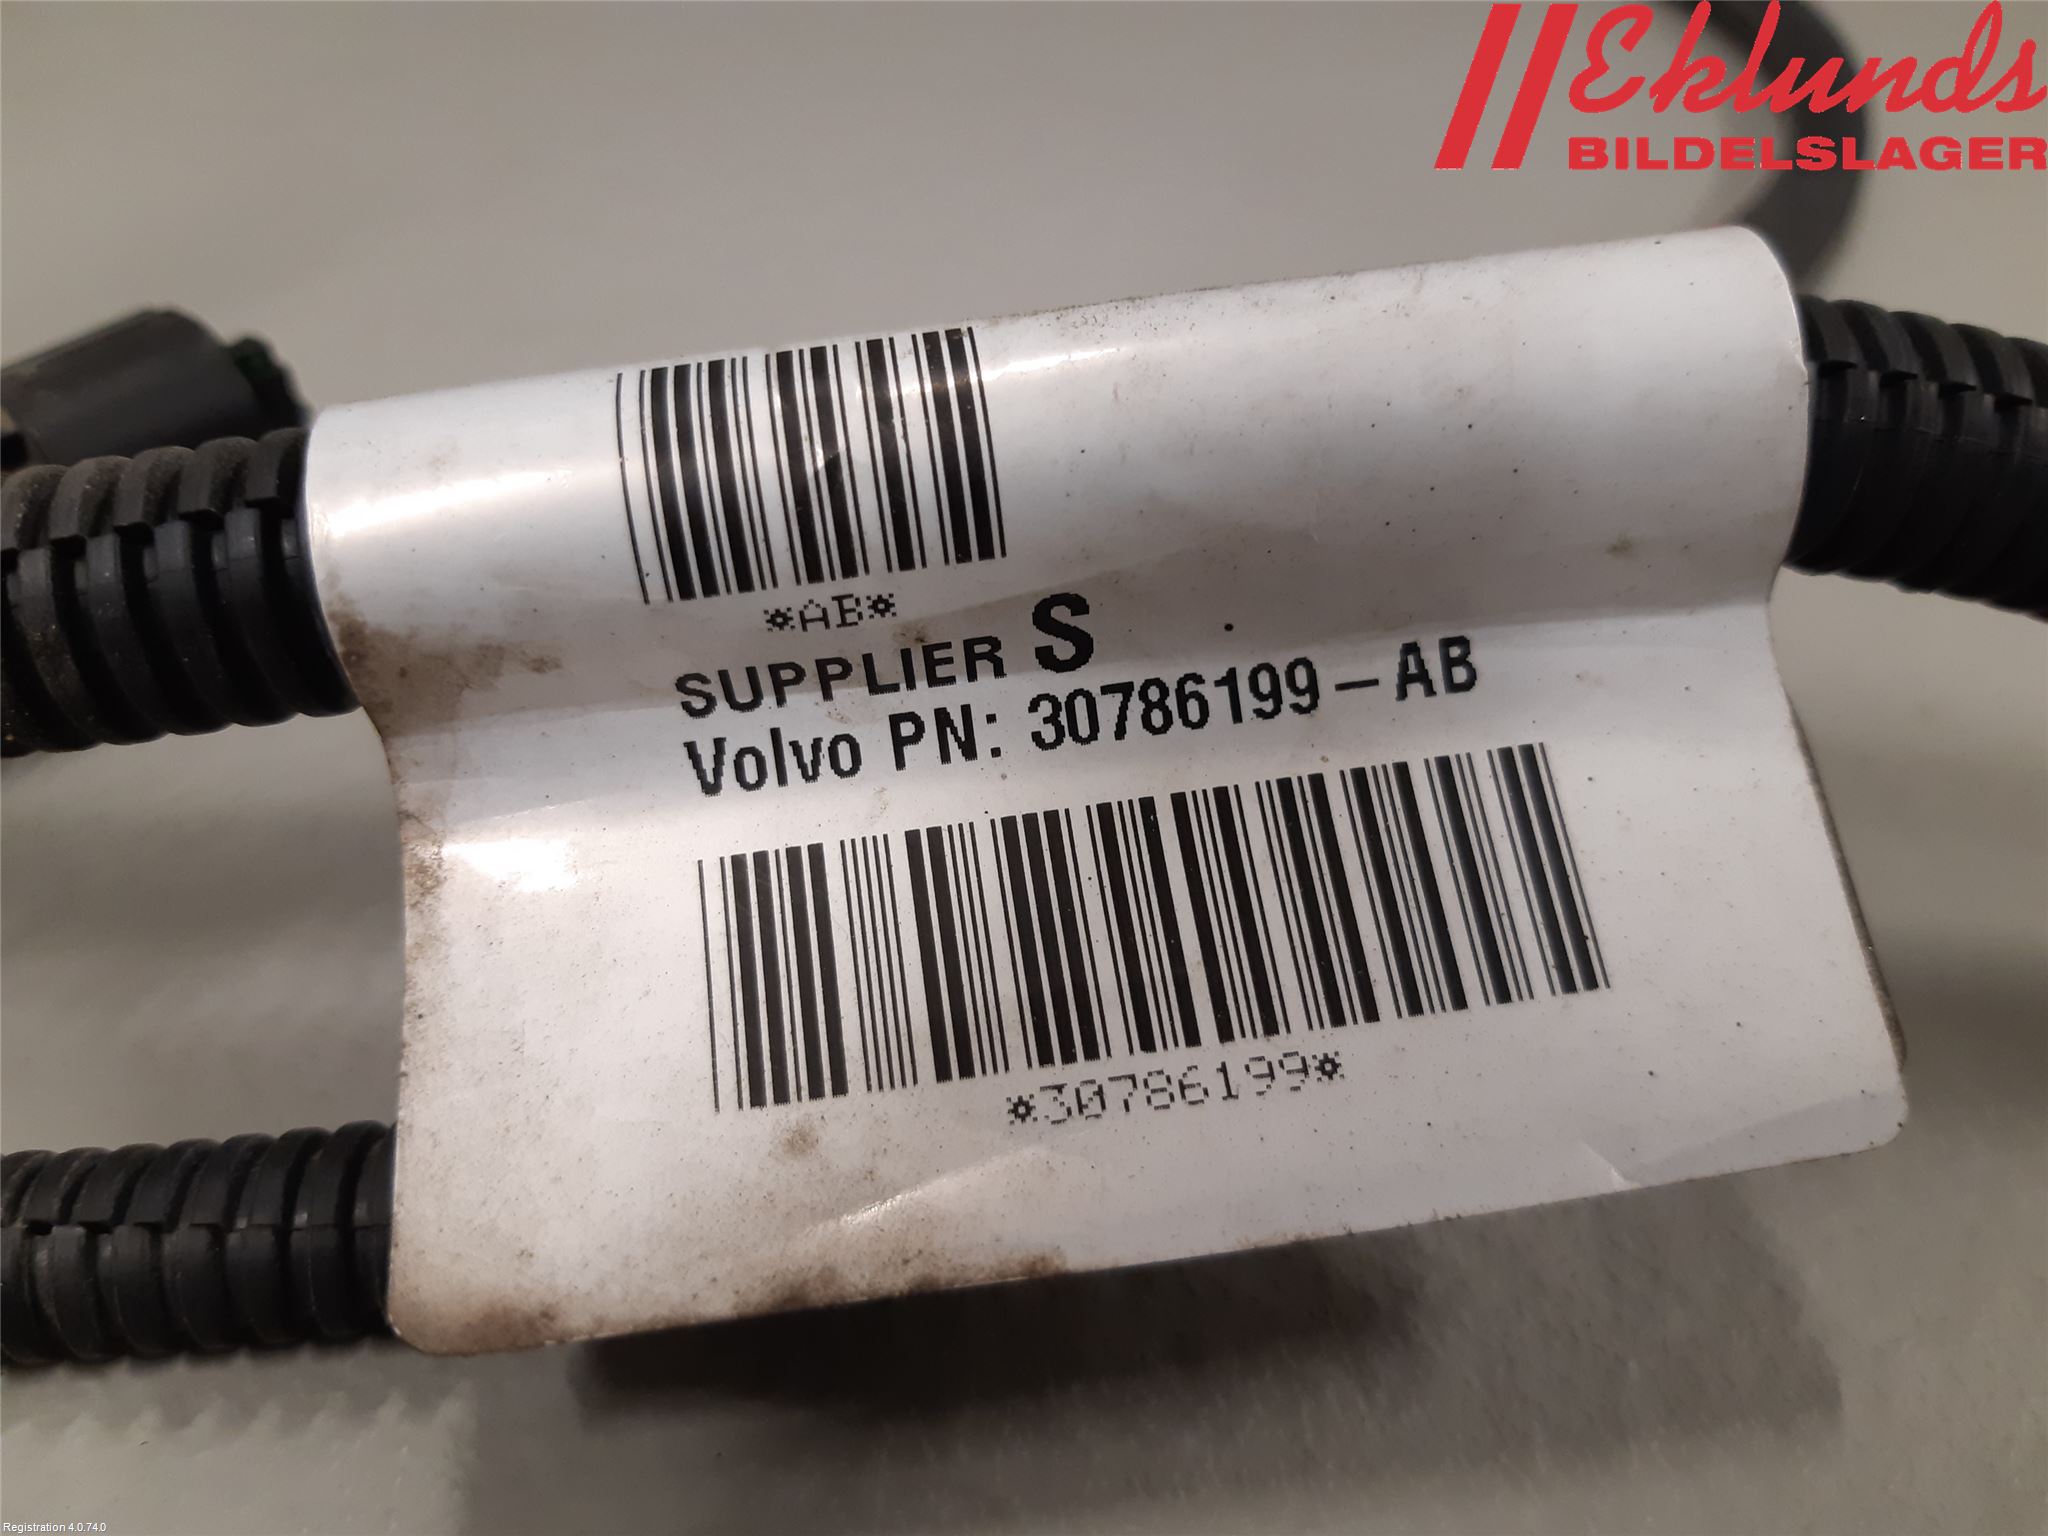 Eklunds
BILDELSLAGER
*AB*
SUPPLIER S
Volvo PN: 30786199-AB
*30786199*
Registration 4.0.74.0